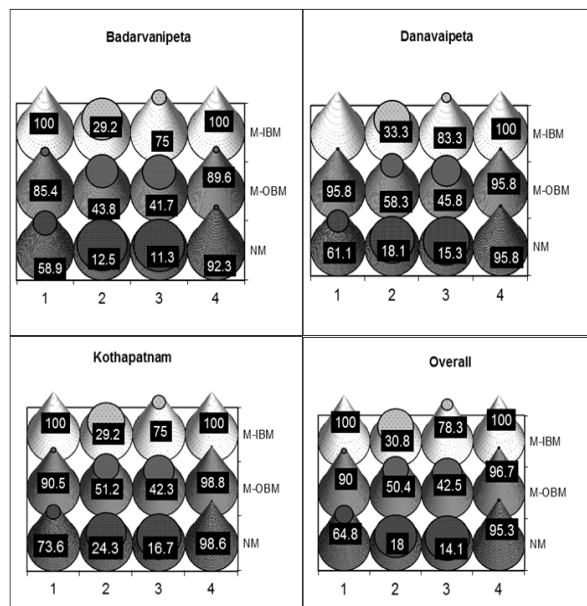 Badarvanipeta
100 29.2 75 100 M-IBM
85.4 43.8 41.7 89.6 M-OBM
58.9 12.5 11.3 92.3 NM
1 2 3 4
Danavaipeta
33.3 83.3 100 M-IBM
95.8 58.3 45.8 95.8 M-OBM
61.1 18.1 15.3 95.8 NM
1 2 3 4
Kothapatnam
100 29.2 75 100 M-IBM
90.5 51.2 42.3 98.8 M-OBM
73.6 24.3 16.7 98.6 NM
1 2 3 4
Overall
100 30.8 78.3 100 M-IBM
90 50.4 42.5 96.7 M-OBM
64.8 18 14.1 95.3 NM
1 2 3 4